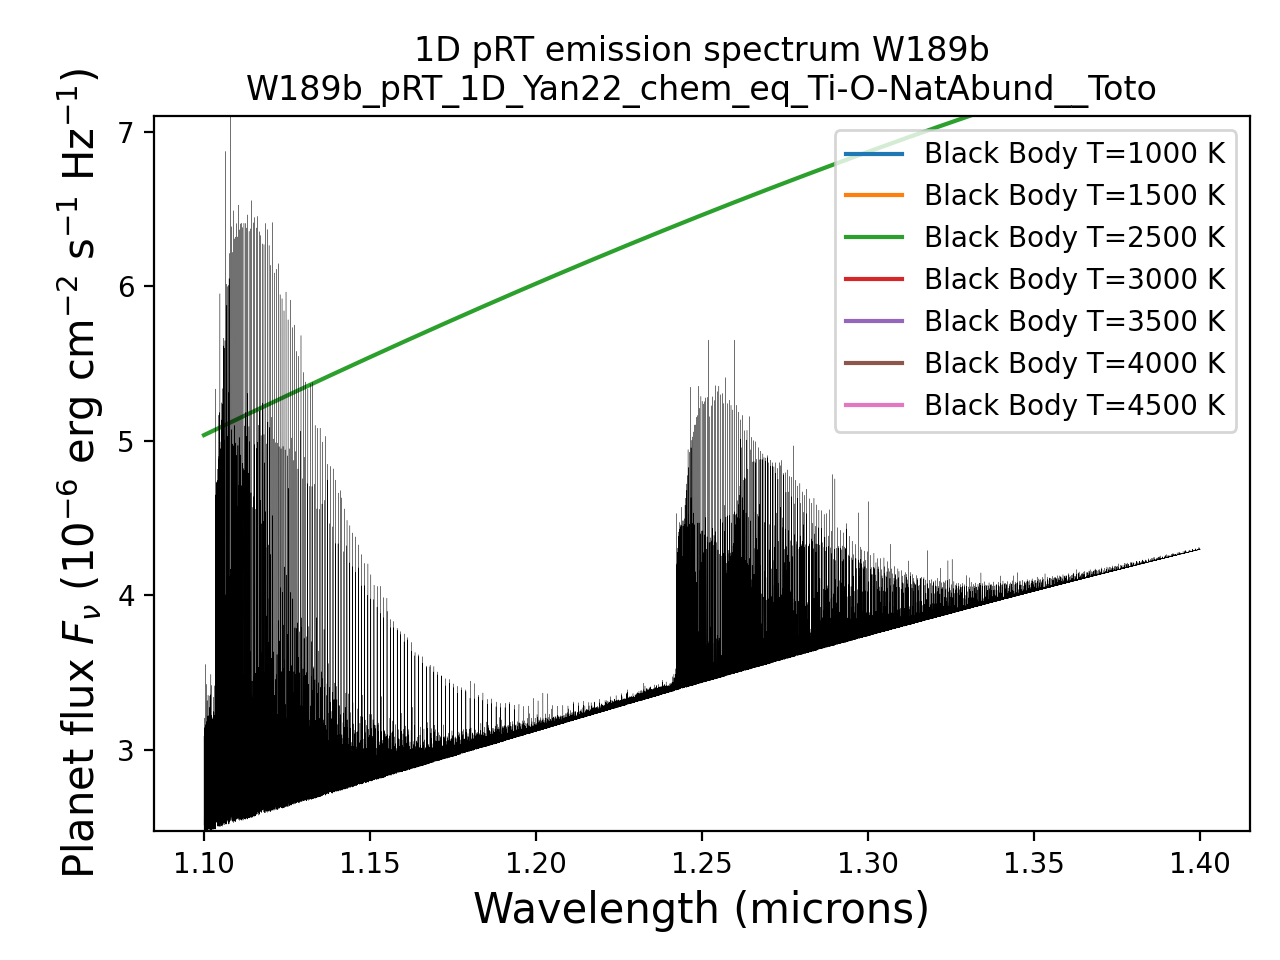 1D pRT emission spectrum W189b
W189b_pRT_1D_Yan22_chem_eq_Ti-O-NatAbund__Toto
Planet flux $F_\nu$ (10$^{-6}$ erg cm$^{-2}$ s$^{-1}$ Hz$^{-1}$)
7
6
5
4
3
Black Body T=1000 K
Black Body T=1500 K
Black Body T=2500 K
Black Body T=3000 K
Black Body T=3500 K
Black Body T=4000 K
Black Body T=4500 K
1.10 1.15 1.20 1.25 1.30 1.35 1.40
Wavelength (microns)